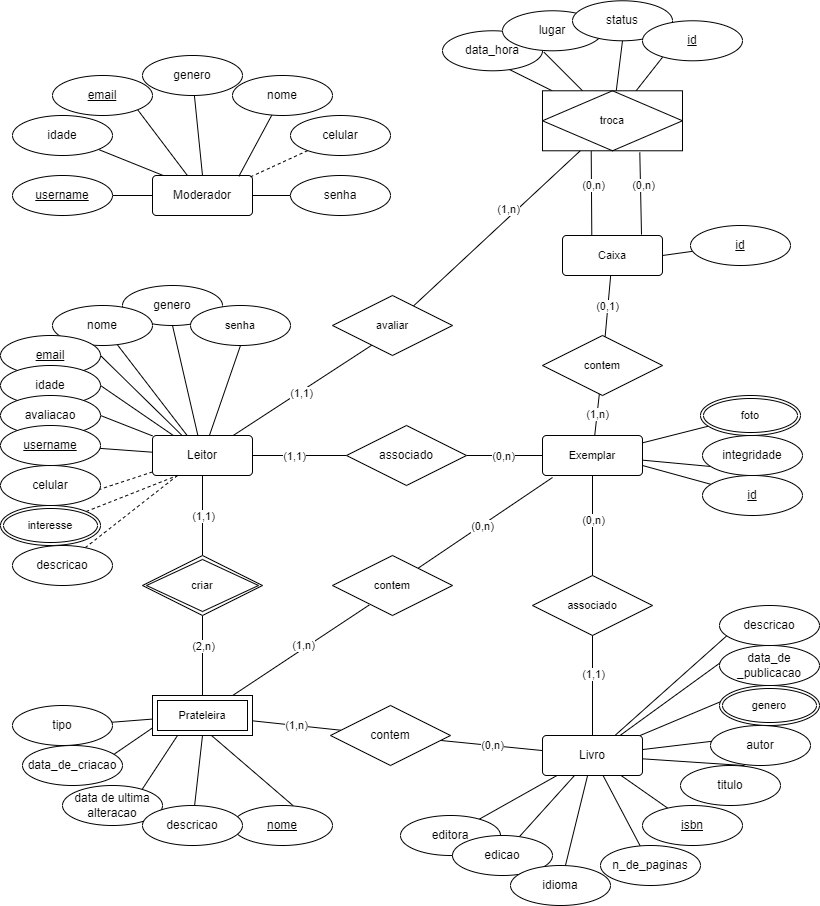 status
lugar
id
data_hora
genero
email
nome
idade
celular
troca
username
Moderador
senha
(0,n)
(0,n)
(1,n)
id
Caixa
genero
(0,1)
nome
senha
avaliar
email
contem
idade
(1,1)
avaliacao
(1,n)
foto
username
Leitor
(1,1)
associado
(0,n)
Exemplar
integridade
celular
id
interesse
(1,1)
(0,n)
(0,n)
descricao
criar
contem
associado
descricao
(2,n)
(1,n)
data_de
_publicacao
(1,1)
genero
Prateleira
tipo
(1,n)
contem
(0,n)
autor
Livro
data_de_criacao
titulo
data de ultima
alteracao
descricao
nome
editora
isbn
edicao
n_de_paginas
idioma